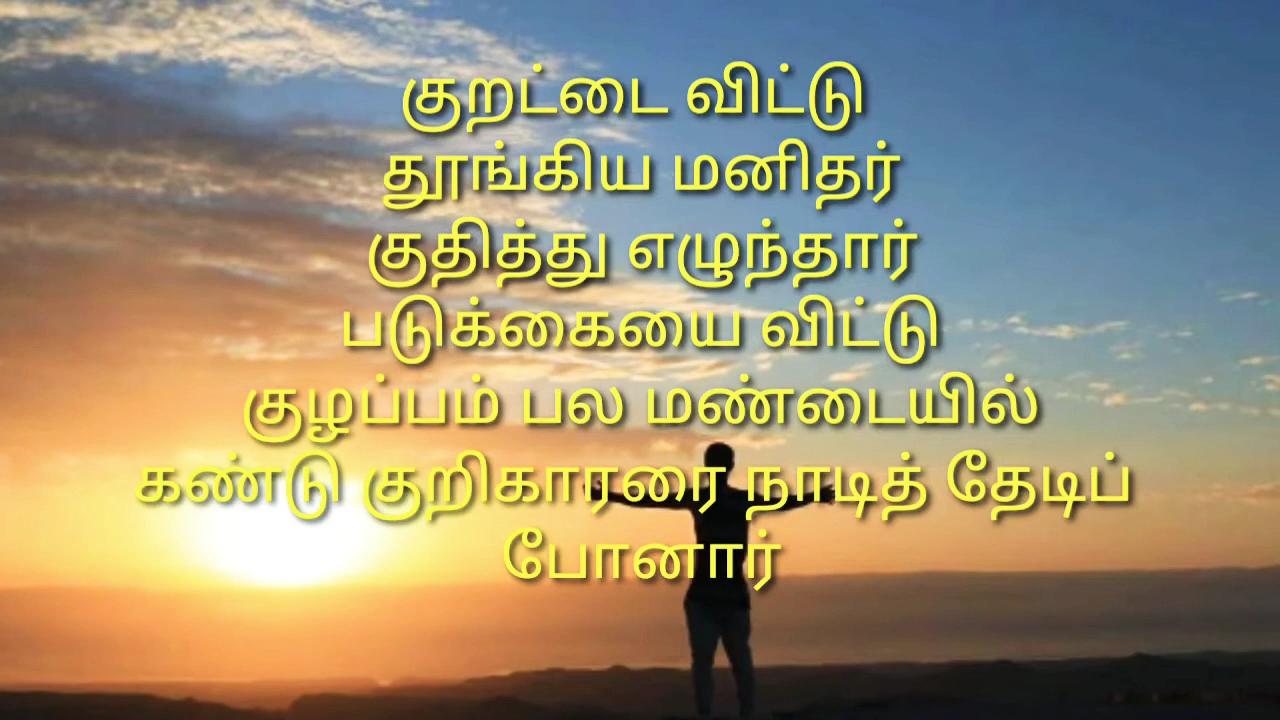 குறட்டை விட்டு
தூங்கிய மனிதர்
குதித்து எழுந்தார்
படுக்கையை விட்டு
குழப்பம் பல மண்டையில்
கண்டு குறிகாரரை நாடித் தேடிப்
போனார்